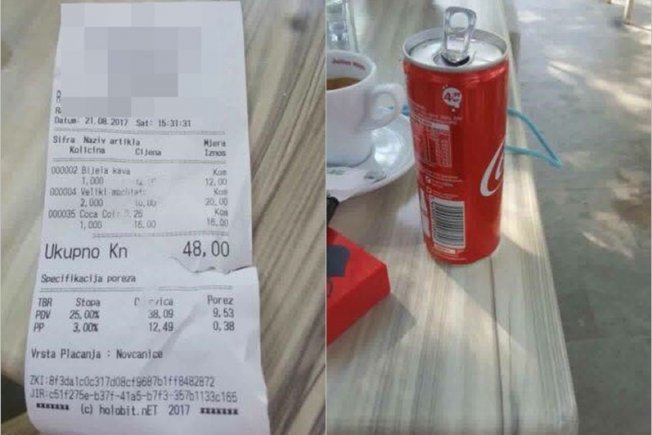 Datum: 21.08.2017 Sat: 15:31:31
Sifra Naziv artikla Mjera
Kolicina Cijena Iznos
000002 Bijela kava Kom
1,000 12,00
000004 Veliki Kom
2,000 10,00 20,00
000035 Coca Cola Kom
1,000 16,00 16,00
Ukupno Kn 48,00
Specifikacija poreza
TBR Stopa Porez
PDV 25,00% 38,09 9,53
PP 3,00% 12,49 0,38
Vrsta Placanja : Novcanice
ZKI:8f3da1c0c317d08cf9687b1ff8482872
JIR:c51f275e-b37f-41a5-b7f3-357b1133c165
******* (c) holobit.nET 2017 *******